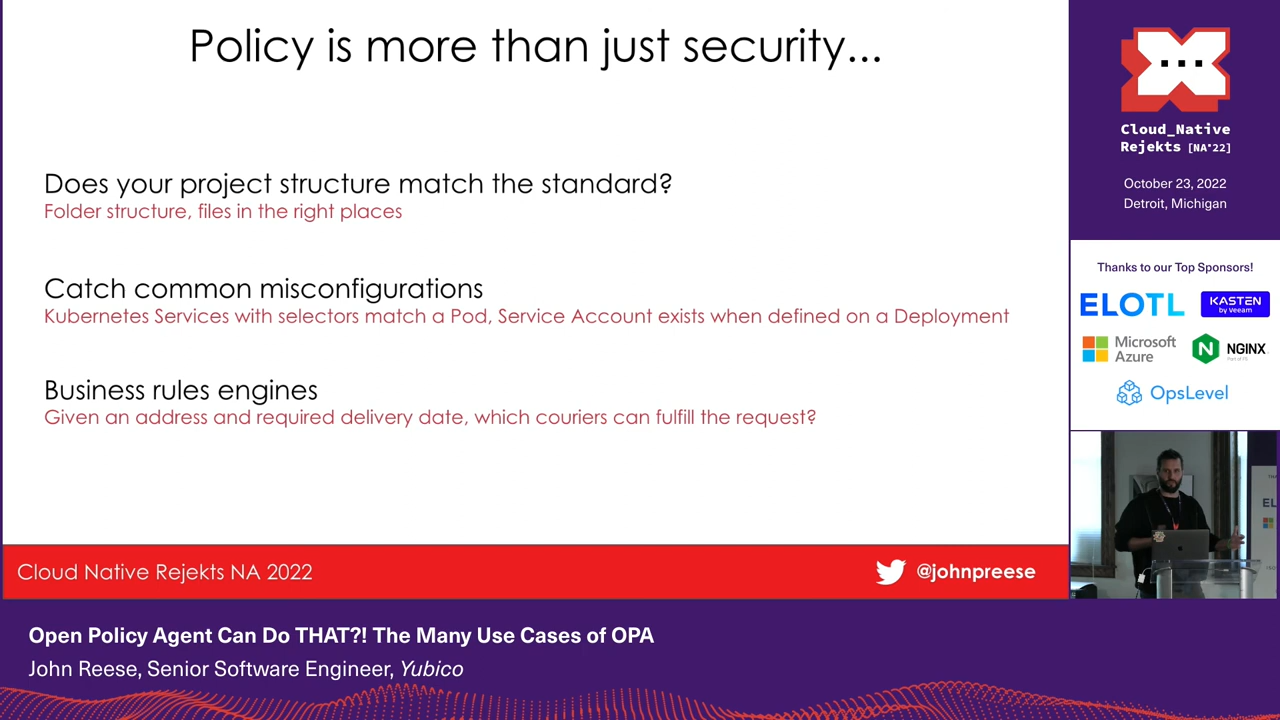 Policy is more than just security...
Does your project structure match the standard?
Folder structure, files in the right places
Catch common misconfigurations
Kubernetes Services with selectors match a Pod, Service Account exists when defined on a Deployment
Business rules engines
Given an address and required delivery date, which couriers can fulfill the request?
Cloud Native Rejekts NA 2022
@johnpreese
Cloud_Native
Rejekts [NA'22]
October 23, 2022
Detroit, Michigan
Thanks to our Top Sponsors!
ELOTL
KASTEN
by Veeam
Microsoft
Azure
NGINX
Part of F5
OpsLevel
EL
Open Policy Agent Can Do THAT?! The Many Use Cases of OPA
John Reese, Senior Software Engineer, Yubico